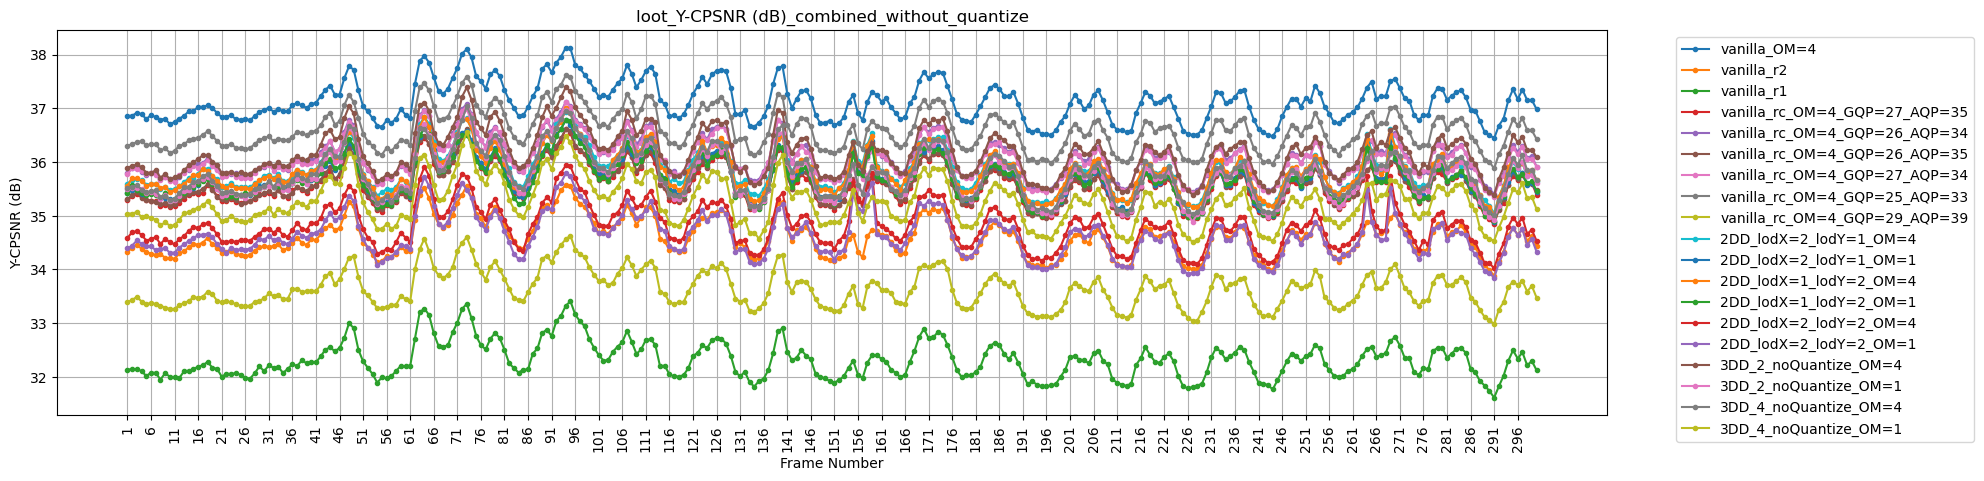 loot_Y-CPSNR (dB)_combined_without_quantize
38
37
36
35
34
33
32
Y-CPSNR (dB)
1 6 11 16 21 26 31 36 41 46 51 56 61 66 71 76 81 86 91 96 101 106 111 116 121 126 131 136 141 146 151 156 161 166 171 176 181 186 191 196 201 206 211 216 221 226 231 236 241 246 251 256 261 266 271 276 281 286 291 296
Frame Number
vanilla_OM=4
vanilla_r2
vanilla_r1
vanilla_rc_OM=4_GQP=27_AQP=35
vanilla_rc_OM=4_GQP=26_AQP=34
vanilla_rc_OM=4_GQP=26_AQP=35
vanilla_rc_OM=4_GQP=27_AQP=34
vanilla_rc_OM=4_GQP=25_AQP=33
vanilla_rc_OM=4_GQP=29_AQP=39
2DD_lodX=2_lodY=1_OM=4
2DD_lodX=2_lodY=1_OM=1
2DD_lodX=1_lodY=2_OM=4
2DD_lodX=1_lodY=2_OM=1
2DD_lodX=2_lodY=2_OM=4
2DD_lodX=2_lodY=2_OM=1
3DD_2_noQuantize_OM=4
3DD_2_noQuantize_OM=1
3DD_4_noQuantize_OM=4
3DD_4_noQuantize_OM=1